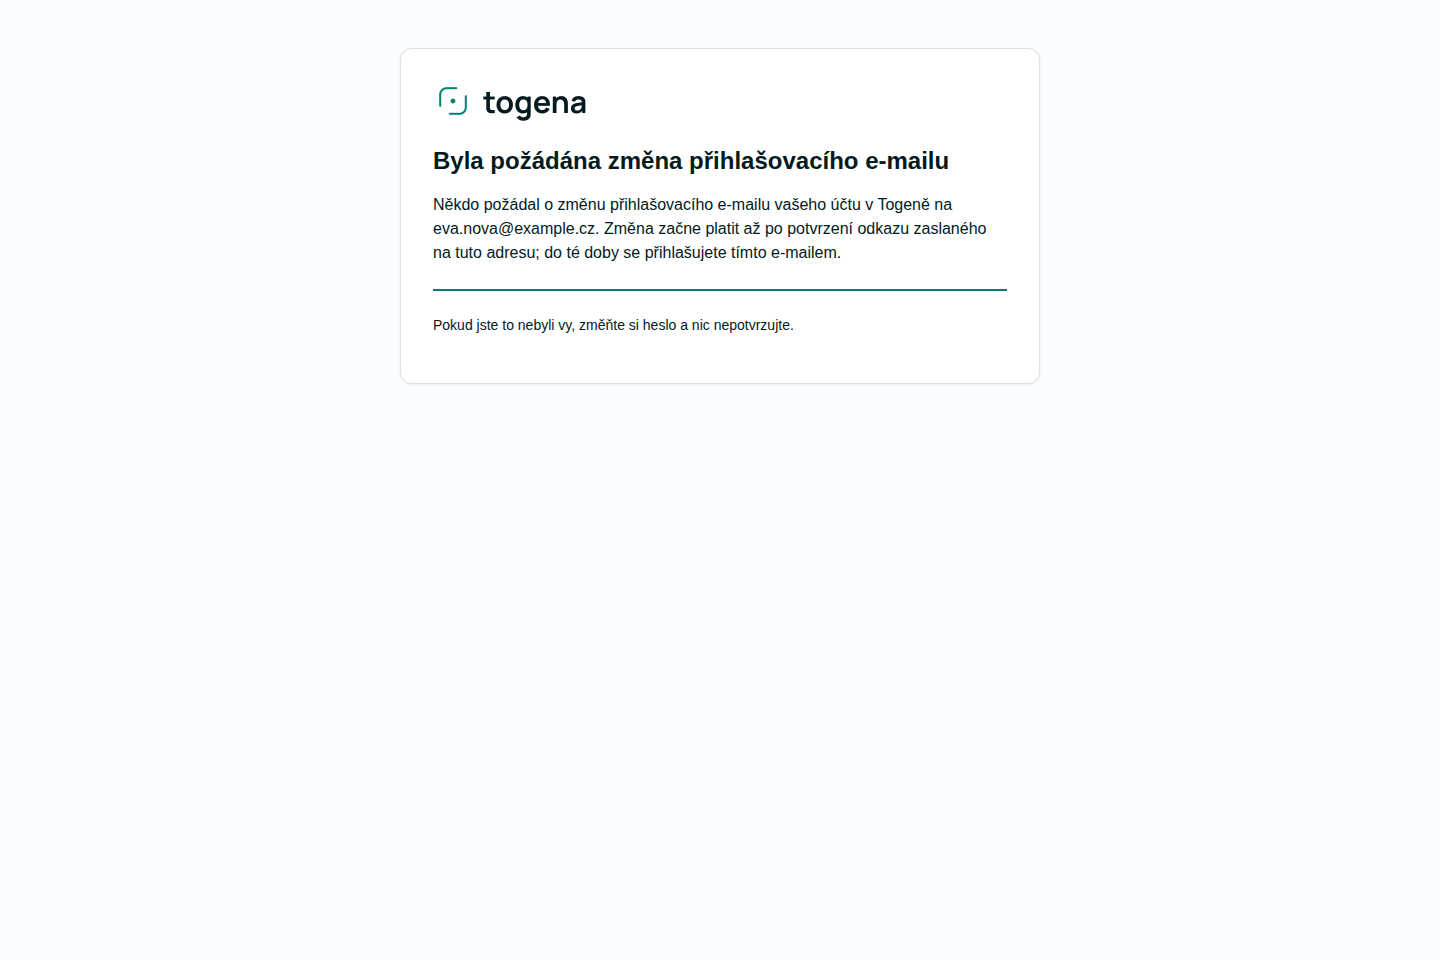 togena
Byla požádána změna přihlašovacího e-mailu
Někdo požádal o změnu přihlašovacího e-mailu vašeho účtu v Togeně na
eva.nova@example.cz. Změna začne platit až po potvrzení odkazu zaslaného
na tuto adresu; do té doby se přihlašujete tímto e-mailem.
Pokud jste to nebyli vy, změňte si heslo a nic nepotvrzujte.